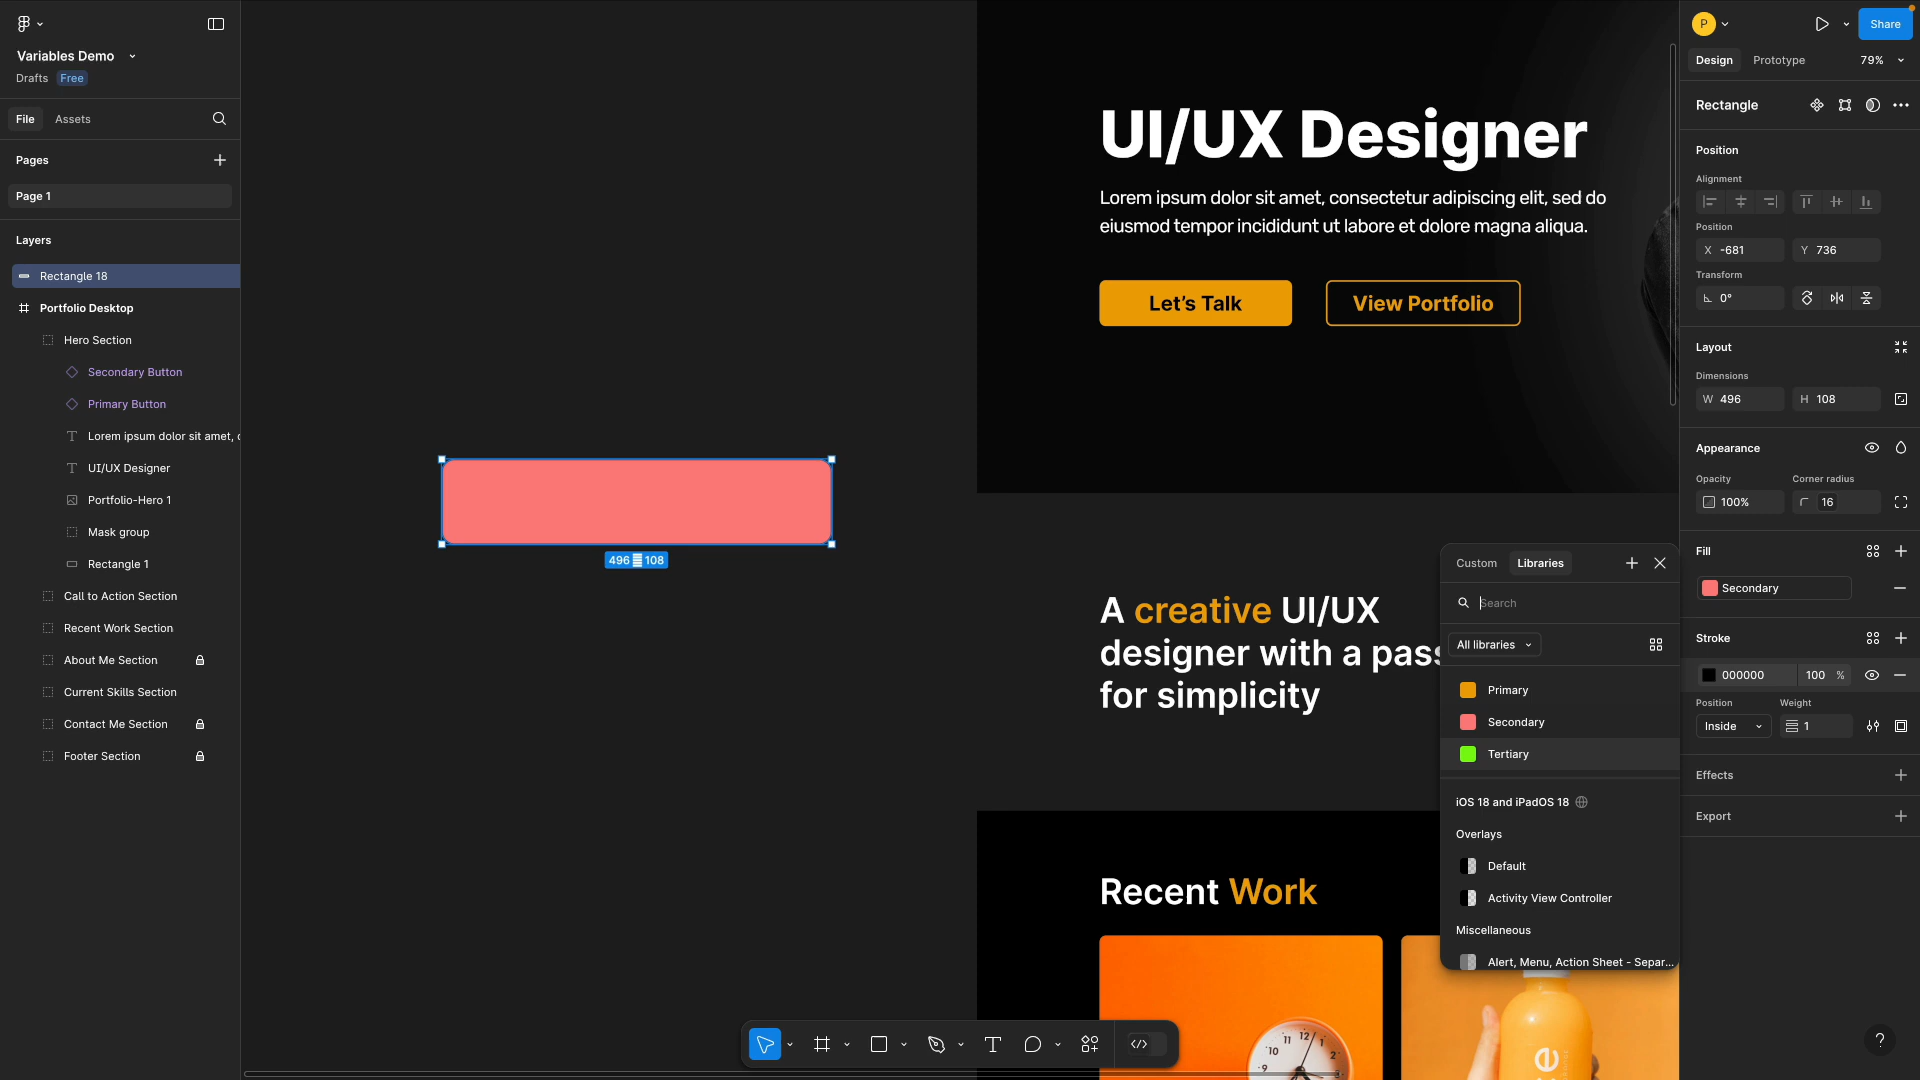 Variables Demo
Drafts Free
File Assets
Pages
Page 1
Layers
Rectangle 18
Portfolio Desktop
Hero Section
Secondary Button
Primary Button
Lorem ipsum dolor sit amet, c
UI/UX Designer
Portfolio-Hero 1
Mask group
Rectangle 1
Call to Action Section
Recent Work Section
About Me Section
Current Skills Section
Contact Me Section
Footer Section
496 108
UI/UX Designer
Lorem ipsum dolor sit amet, consectetur adipiscing elit, sed do
eiusmod tempor incididunt ut labore et dolore magna aliqua.
Let's Talk View Portfolio
A creative UI/UX
designer with a pass
for simplicity
Recent Work
11 12 1
10 2
9
e
Custom Libraries
Search
All libraries
Primary
Secondary
Tertiary
iOS 18 and iPadOS 18
Overlays
Default
Activity View Controller
Miscellaneous
Alert, Menu, Action Sheet - Separ...
P Share
Design Prototype 79%
Rectangle
Position
Alignment
Position
X -681 Y 736
Transform
0°
Layout
Dimensions
W 496 H 108
Appearance
Opacity Corner radius
100% 16
Fill
Secondary
Stroke
000000 100 %
Position Weight
Inside 1
Effects
Export
?